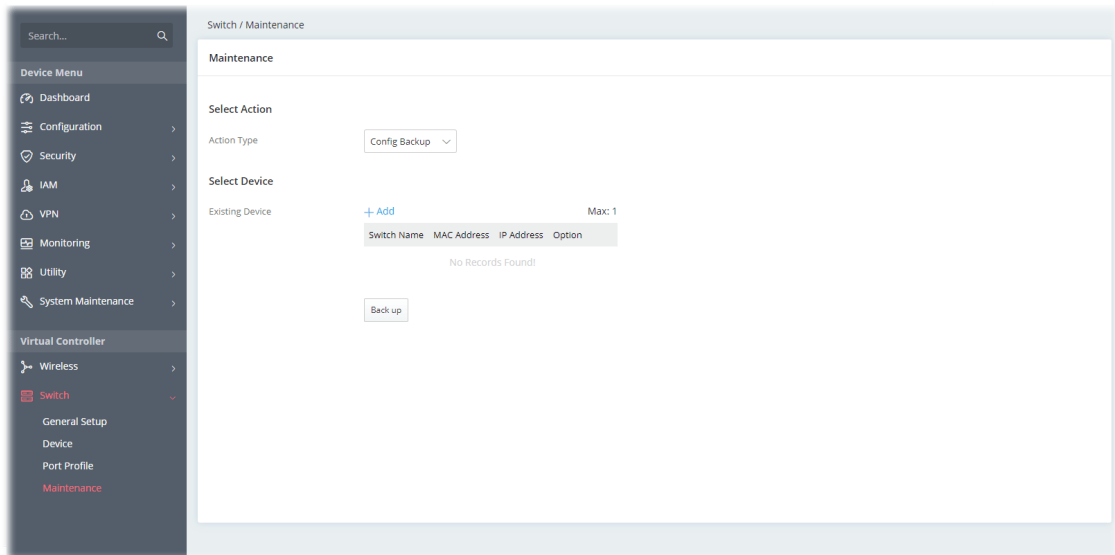 Search...
Device Menu
Dashboard
Configuration
Security
IAM
VPN
Monitoring
Utility
System Maintenance
Virtual Controller
Wireless
Switch
General Setup
Device
Port Profile
Maintenance
Switch / Maintenance
Maintenance
Select Action
Action Type Config Backup
Select Device
Existing Device + Add Max: 1
Switch Name MAC Address IP Address Option
No Records Found!
Back up